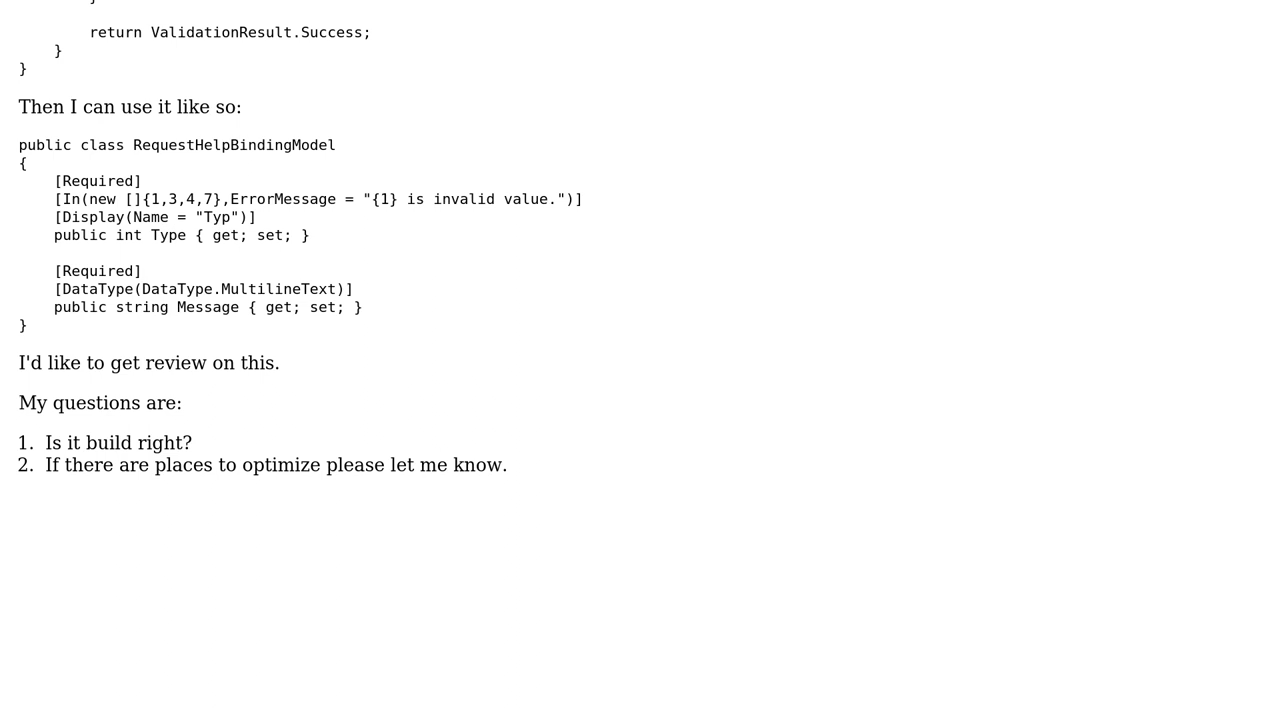 }
return ValidationResult.Success;
}
}
Then I can use it like so:
public class RequestHelpBindingModel
{
[Required]
[In(new []{1,3,4,7},ErrorMessage = "{1} is invalid value.")]
[Display(Name = "Typ")]
public int Type { get; set; }
[Required]
[DataType(DataType.MultilineText)]
public string Message { get; set; }
}
I'd like to get review on this.
My questions are:
1. Is it build right?
2. If there are places to optimize please let me know.